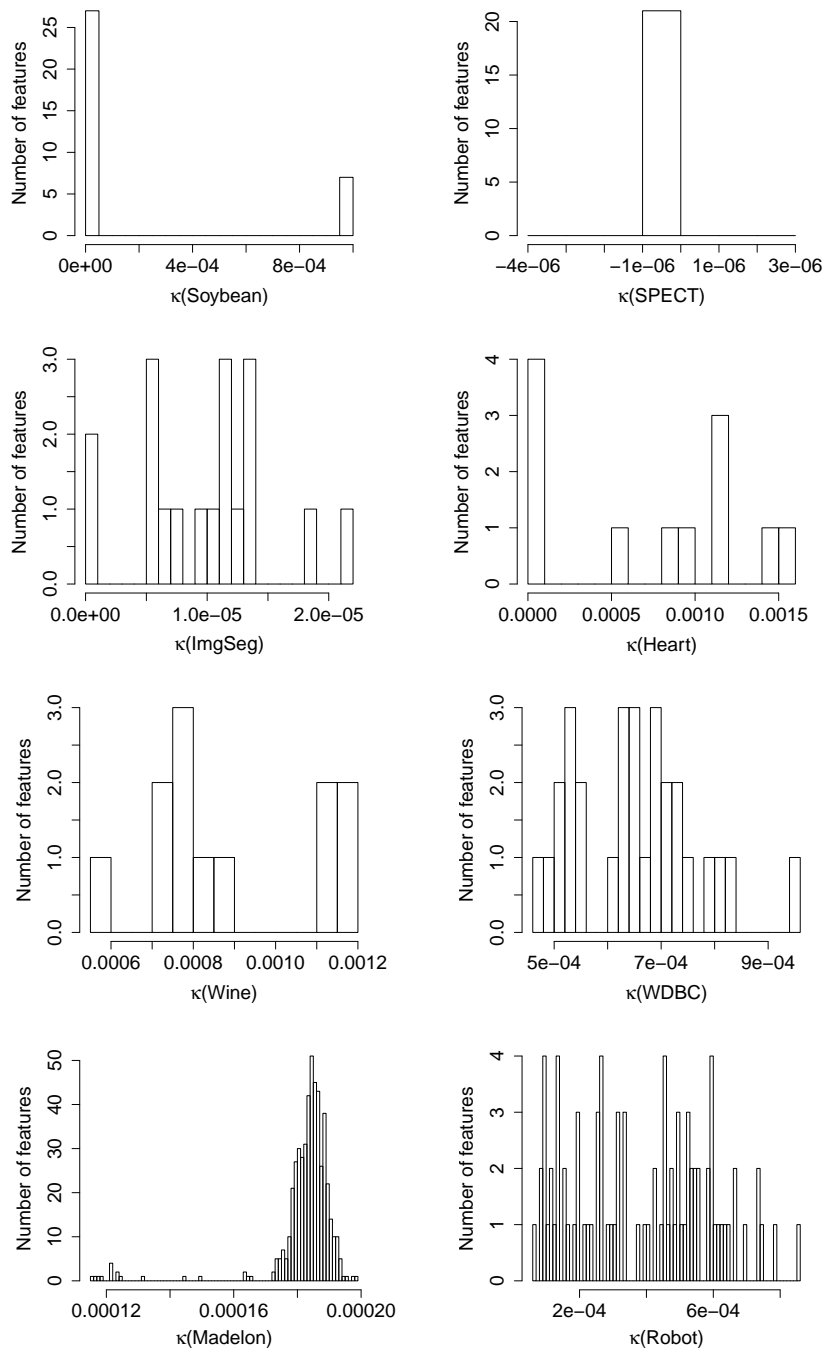 Number of features
0 5 10 15 20 25
0e+00 4e-04 8e-04
κ(Soybean)
Number of features
0 5 10 15 20
−4e−06 −1e−06 1e−06 3e−06
κ(SPECT)
Number of features
0.0 1.0 2.0 3.0
0.0e+00 1.0e-05 2.0e-05
κ(ImgSeg)
Number of features
0 1 2 3 4
0.0000 0.0005 0.0010 0.0015
κ(Heart)
Number of features
0.0 1.0 2.0 3.0
0.0006 0.0008 0.0010 0.0012
κ(Wine)
Number of features
0.0 1.0 2.0 3.0
5e-04 7e-04 9e-04
κ(WDBC)
Number of features
0 10 20 30 40 50
0.00012 0.00016 0.00020
κ(Madelon)
Number of features
0 1 2 3 4
2e-04 6e-04
κ(Robot)